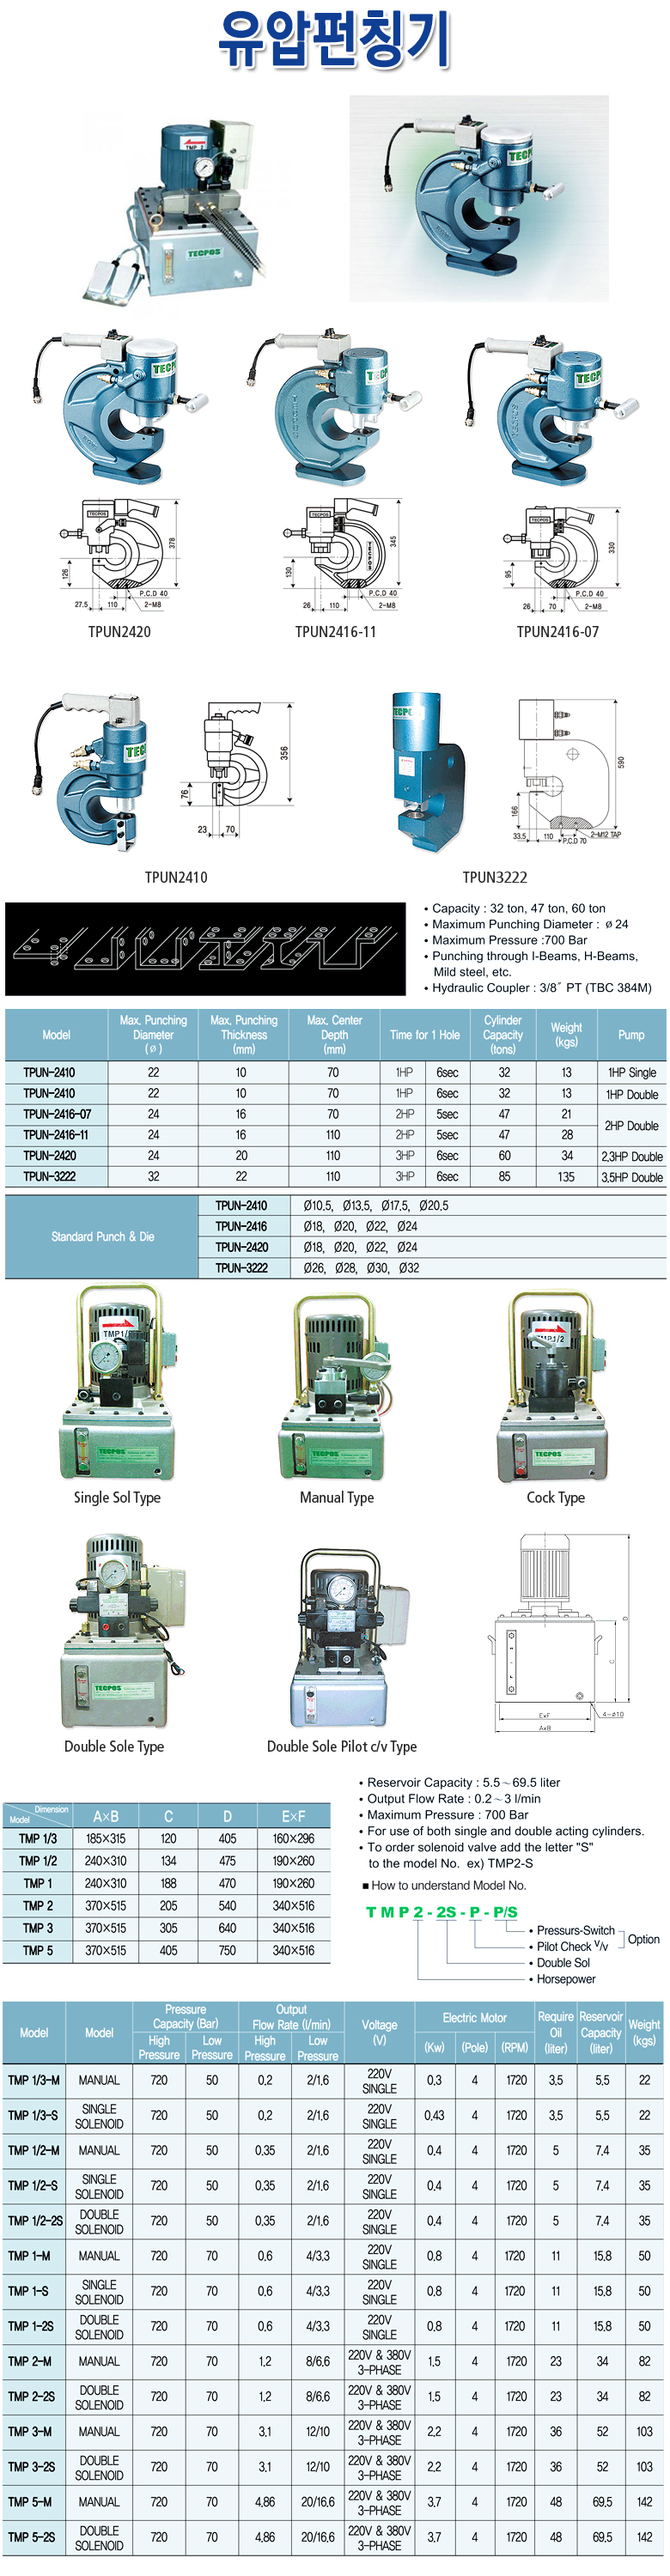 유압펀칭기
TMP 2
TECPOS
TECPOS
TECPOS
TECPOS
TECPOS
TECPOS
378
126
27.5
110
P.C.D 40
2-M8
TECPOS
345
130
26
110
P.C.D 40
2-M8
TECPOS
330
95
26
70
P.C.D 40
2-M8
TPUN2420
TPUN2416-11
TPUN2416-07
TECPOS
356
76
23
70
TECPOS
590
166
33.5
110
P.C.D 70
2-M12 TAP
TPUN2410
TPUN3222
• Capacity : 32 ton, 47 ton, 60 ton
• Maximum Punching Diameter : ø 24
• Maximum Pressure :700 Bar
• Punching through I-Beams, H-Beams,
Mild steel, etc.
• Hydraulic Coupler : 3/8″ PT (TBC 384M)
Model | Max. Punching Diameter (ø) | Max. Punching Thickness (mm) | Max. Center Depth (mm) | Time for 1 Hole | Cylinder Capacity (tons) | Weight (kgs) | Pump
TPUN-2410 22 10 70 1HP 6sec 32 13 1HP Single
TPUN-2410 22 10 70 1HP 6sec 32 13 1HP Double
TPUN-2416-07 24 16 70 2HP 5sec 47 21 2HP Double
TPUN-2416-11 24 16 110 2HP 5sec 47 28
TPUN-2420 24 20 110 3HP 6sec 60 34 2,3HP Double
TPUN-3222 32 22 110 3HP 6sec 85 135 3,5HP Double
Standard Punch & Die
TPUN-2410 Ø10,5, Ø13,5, Ø17,5, Ø20,5
TPUN-2416 Ø18, Ø20, Ø22, Ø24
TPUN-2420 Ø18, Ø20, Ø22, Ø24
TPUN-3222 Ø26, Ø28, Ø30, Ø32
TMP1/
TECPOS
TECPOS
TMP1/2
TECPOS
Single Sol Type
Manual Type
Cock Type
TECPOS
D
C
E×F
A×B
4-ø10
Double Sole Type
Double Sole Pilot c/v Type
• Reservoir Capacity : 5.5～69.5 liter
• Output Flow Rate : 0.2～3 l/min
• Maximum Pressure : 700 Bar
• For use of both single and double acting cylinders.
• To order solenoid valve add the letter "S"
to the model No. ex) TMP2-S
■ How to understand Model No.
TMP2-2S-P-P/S
• Pressurs-Switch
• Pilot Check V/v
Option
• Double Sol
• Horsepower
Dimension Model A×B C D E×F
TMP 1/3 185×315 120 405 160×296
TMP 1/2 240×310 134 475 190×260
TMP 1 240×310 188 470 190×260
TMP 2 370×515 205 540 340×516
TMP 3 370×515 305 640 340×516
TMP 5 370×515 405 750 340×516
Model | Model | Pressure Capacity (Bar) | Output Flow Rate (l/min) | Voltage (V) | Electric Motor | Require Oil (liter) | Reservoir Capacity (liter) | Weight (kgs)
High Pressure | Low Pressure | High Pressure | Low Pressure | (Kw) | (Pole) | (RPM)
TMP 1/3-M MANUAL 720 50 0,2 2/1,6 220V SINGLE 0,3 4 1720 3,5 5,5 22
TMP 1/3-S SINGLE SOLENOID 720 50 0,2 2/1,6 220V SINGLE 0,43 4 1720 3,5 5,5 22
TMP 1/2-M MANUAL 720 50 0,35 2/1,6 220V SINGLE 0,4 4 1720 5 7,4 35
TMP 1/2-S SINGLE SOLENOID 720 50 0,35 2/1,6 220V SINGLE 0,4 4 1720 5 7,4 35
TMP 1/2-2S DOUBLE SOLENOID 720 50 0,35 2/1,6 220V SINGLE 0,4 4 1720 5 7,4 35
TMP 1-M MANUAL 720 70 0,6 4/3,3 220V SINGLE 0,8 4 1720 11 15,8 50
TMP 1-S SINGLE SOLENOID 720 70 0,6 4/3,3 220V SINGLE 0,8 4 1720 11 15,8 50
TMP 1-2S DOUBLE SOLENOID 720 70 0,6 4/3,3 220V SINGLE 0,8 4 1720 11 15,8 50
TMP 2-M MANUAL 720 70 1,2 8/6,6 220V & 380V 3-PHASE 1,5 4 1720 23 34 82
TMP 2-2S DOUBLE SOLENOID 720 70 1,2 8/6,6 220V & 380V 3-PHASE 1,5 4 1720 23 34 82
TMP 3-M MANUAL 720 70 3,1 12/10 220V & 380V 3-PHASE 2,2 4 1720 36 52 103
TMP 3-2S DOUBLE SOLENOID 720 70 3,1 12/10 220V & 380V 3-PHASE 2,2 4 1720 36 52 103
TMP 5-M MANUAL 720 70 4,86 20/16,6 220V & 380V 3-PHASE 3,7 4 1720 48 69,5 142
TMP 5-2S DOUBLE SOLENOID 720 70 4,86 20/16,6 220V & 380V 3-PHASE 3,7 4 1720 48 69,5 142